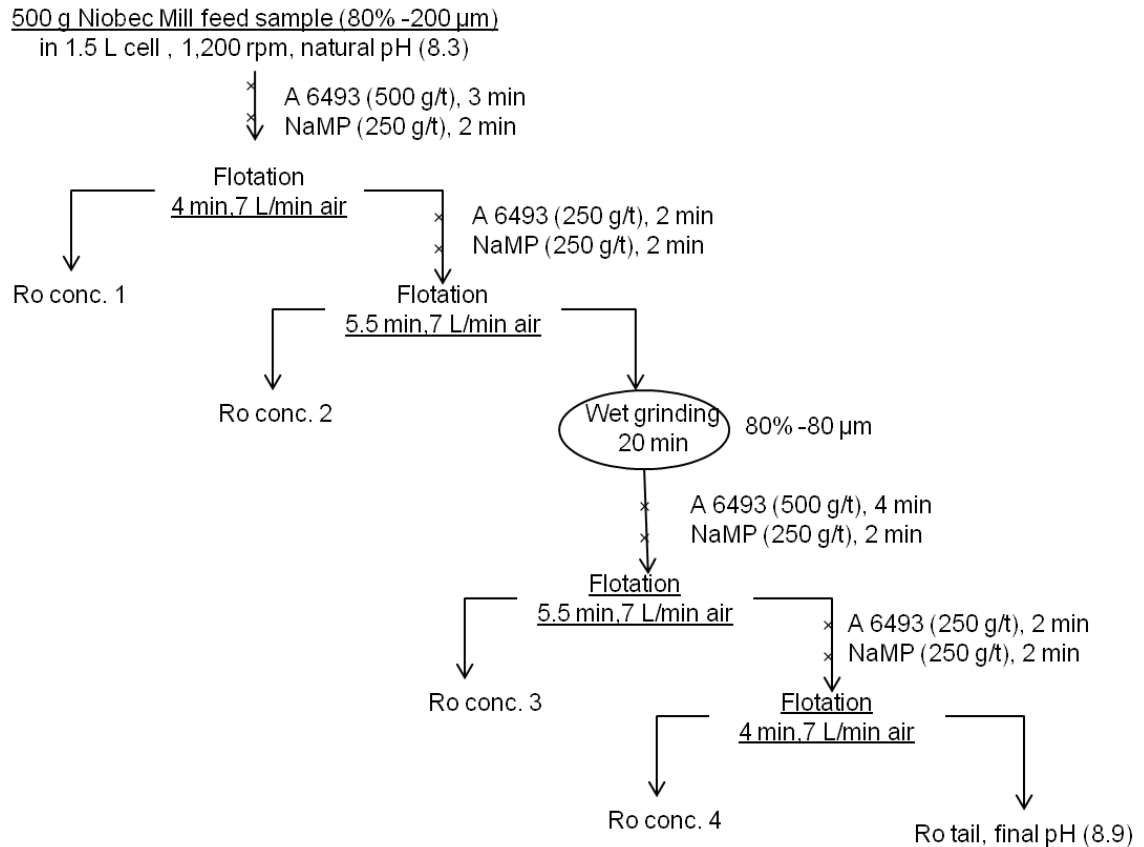 500 g Niobec Mill feed sample (80% -200 µm)
in 1.5 L cell , 1,200 rpm, natural pH (8.3)
A 6493 (500 g/t), 3 min
NaMP (250 g/t), 2 min
Flotation
4 min,7 L/min air
A 6493 (250 g/t), 2 min
NaMP (250 g/t), 2 min
Ro conc. 1
Flotation
5.5 min,7 L/min air
Ro conc. 2
Wet grinding
20 min
80% -80 µm
A 6493 (500 g/t), 4 min
NaMP (250 g/t), 2 min
Flotation
5.5 min,7 L/min air
A 6493 (250 g/t), 2 min
NaMP (250 g/t), 2 min
Ro conc. 3
Flotation
4 min,7 L/min air
Ro conc. 4
Ro tail, final pH (8.9)